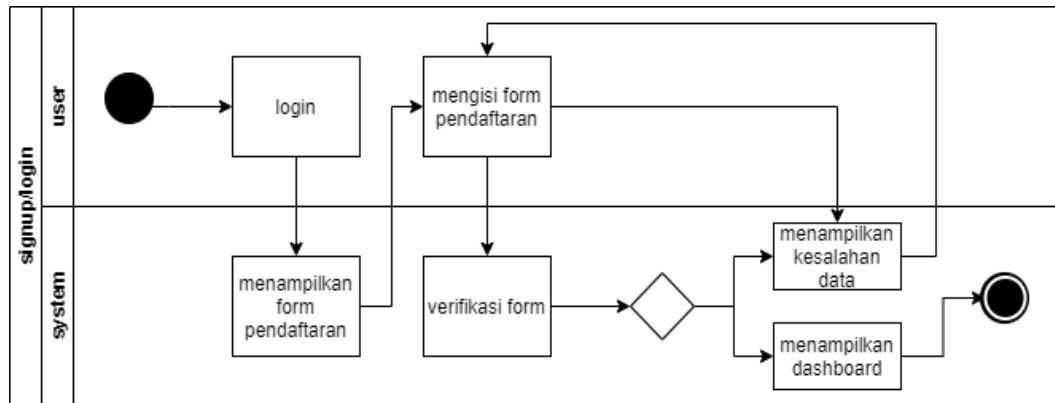 signup/login
user
system
login
mengisi form
pendaftaran
menampilkan
form
pendaftaran
verifikasi form
menampilkan
kesalahan
data
menampilkan
dashboard